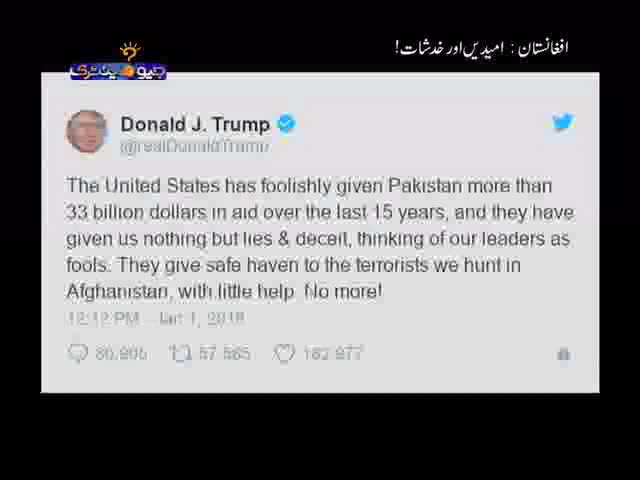 افغانستان : امیدیں اور خدشات!
جیو
Donald J. Trump
@realDonaldTrump
The United States has foolishly given Pakistan more than
33 billion dollars in aid over the last 15 years, and they have
given us nothing but lies & deceit, thinking of our leaders as
fools. They give safe haven to the terrorists we hunt in
Afghanistan, with little help. No more!
12:12 PM - Jan 1, 2018
57,565